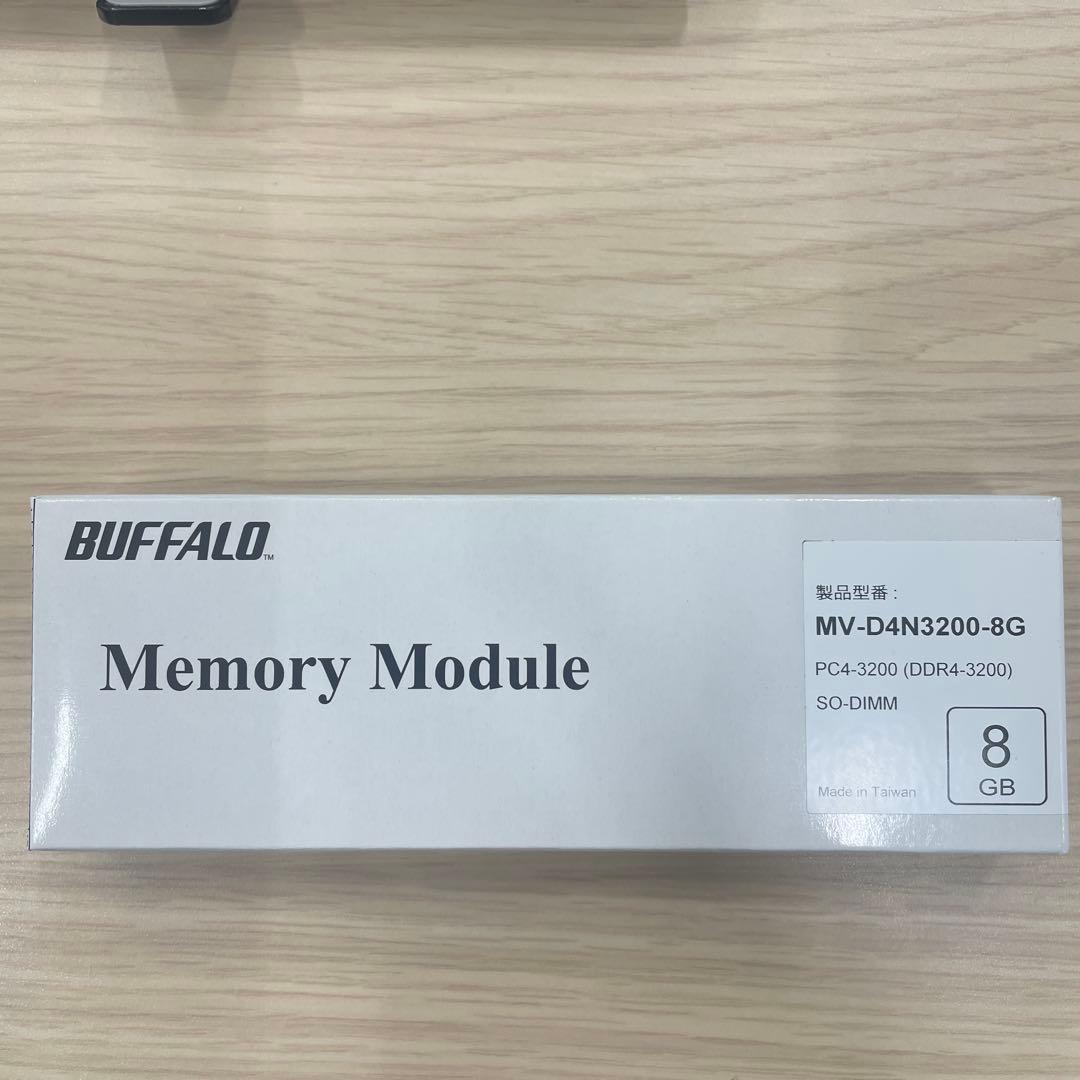 BUFFALO™
Memory Module
製品型番 :
MV-D4N3200-8G
PC4-3200 (DDR4-3200)
SO-DIMM
8
GB
Made in Taiwan